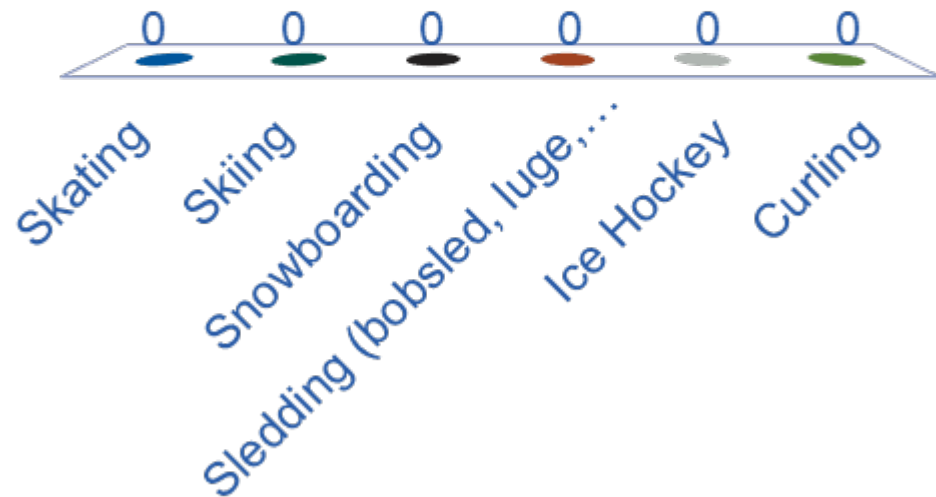 0 0 0 0 0 0
Skating
Skiing
Snowboarding
Sledding (bobsled, luge,…
Ice Hockey
Curling